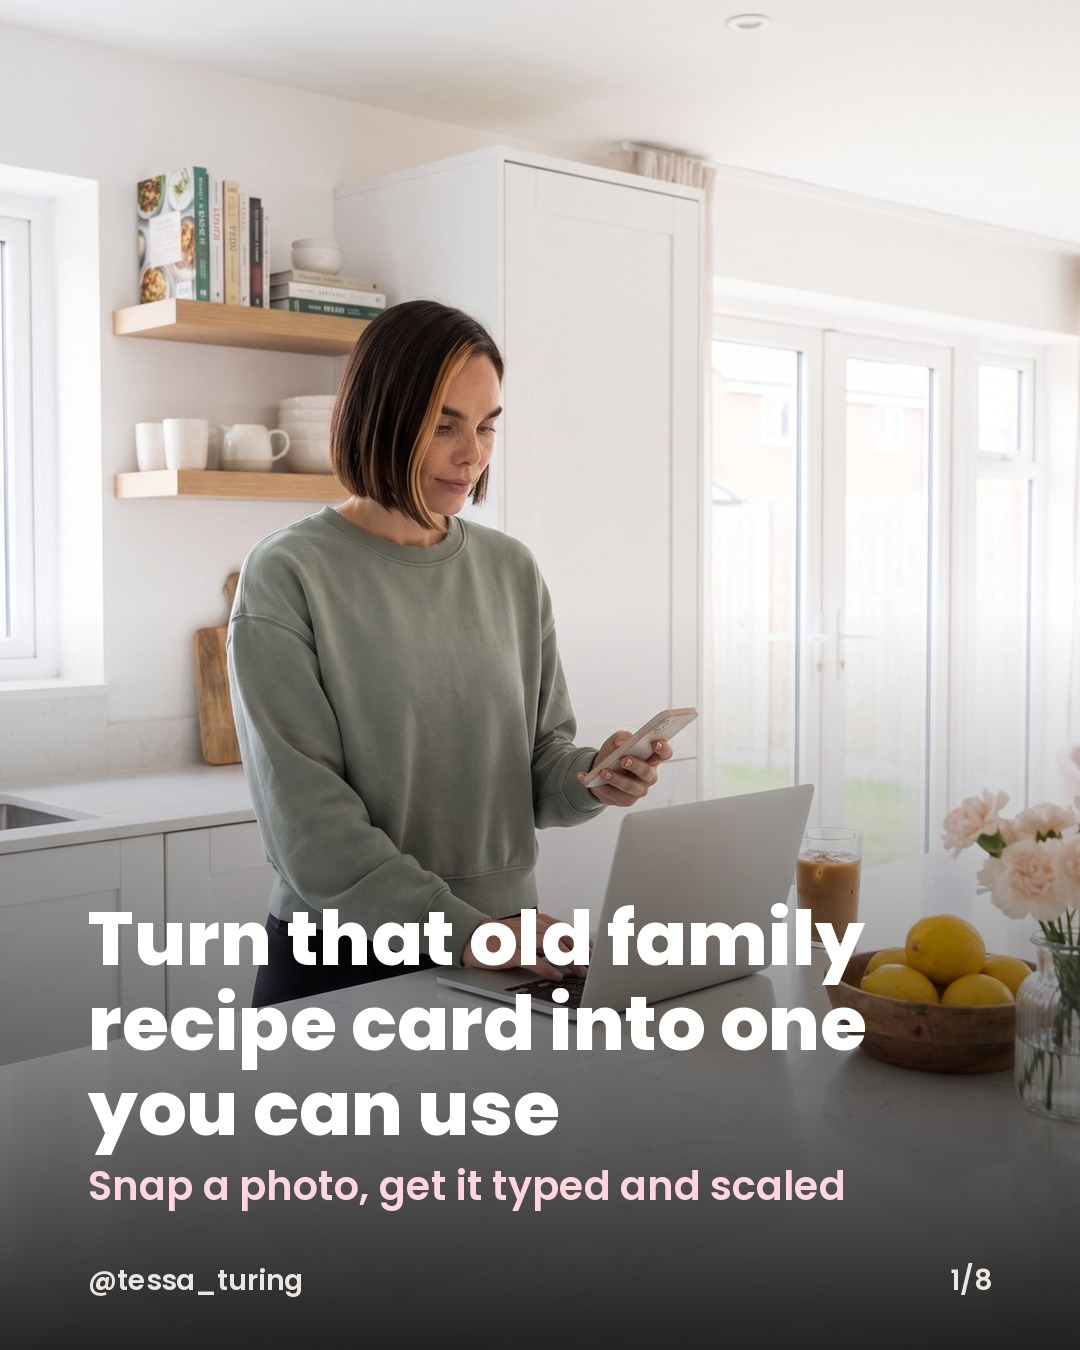 Turn that old family
recipe card into one
you can use
Snap a photo, get it typed and scaled
@tessa_turing
1/8